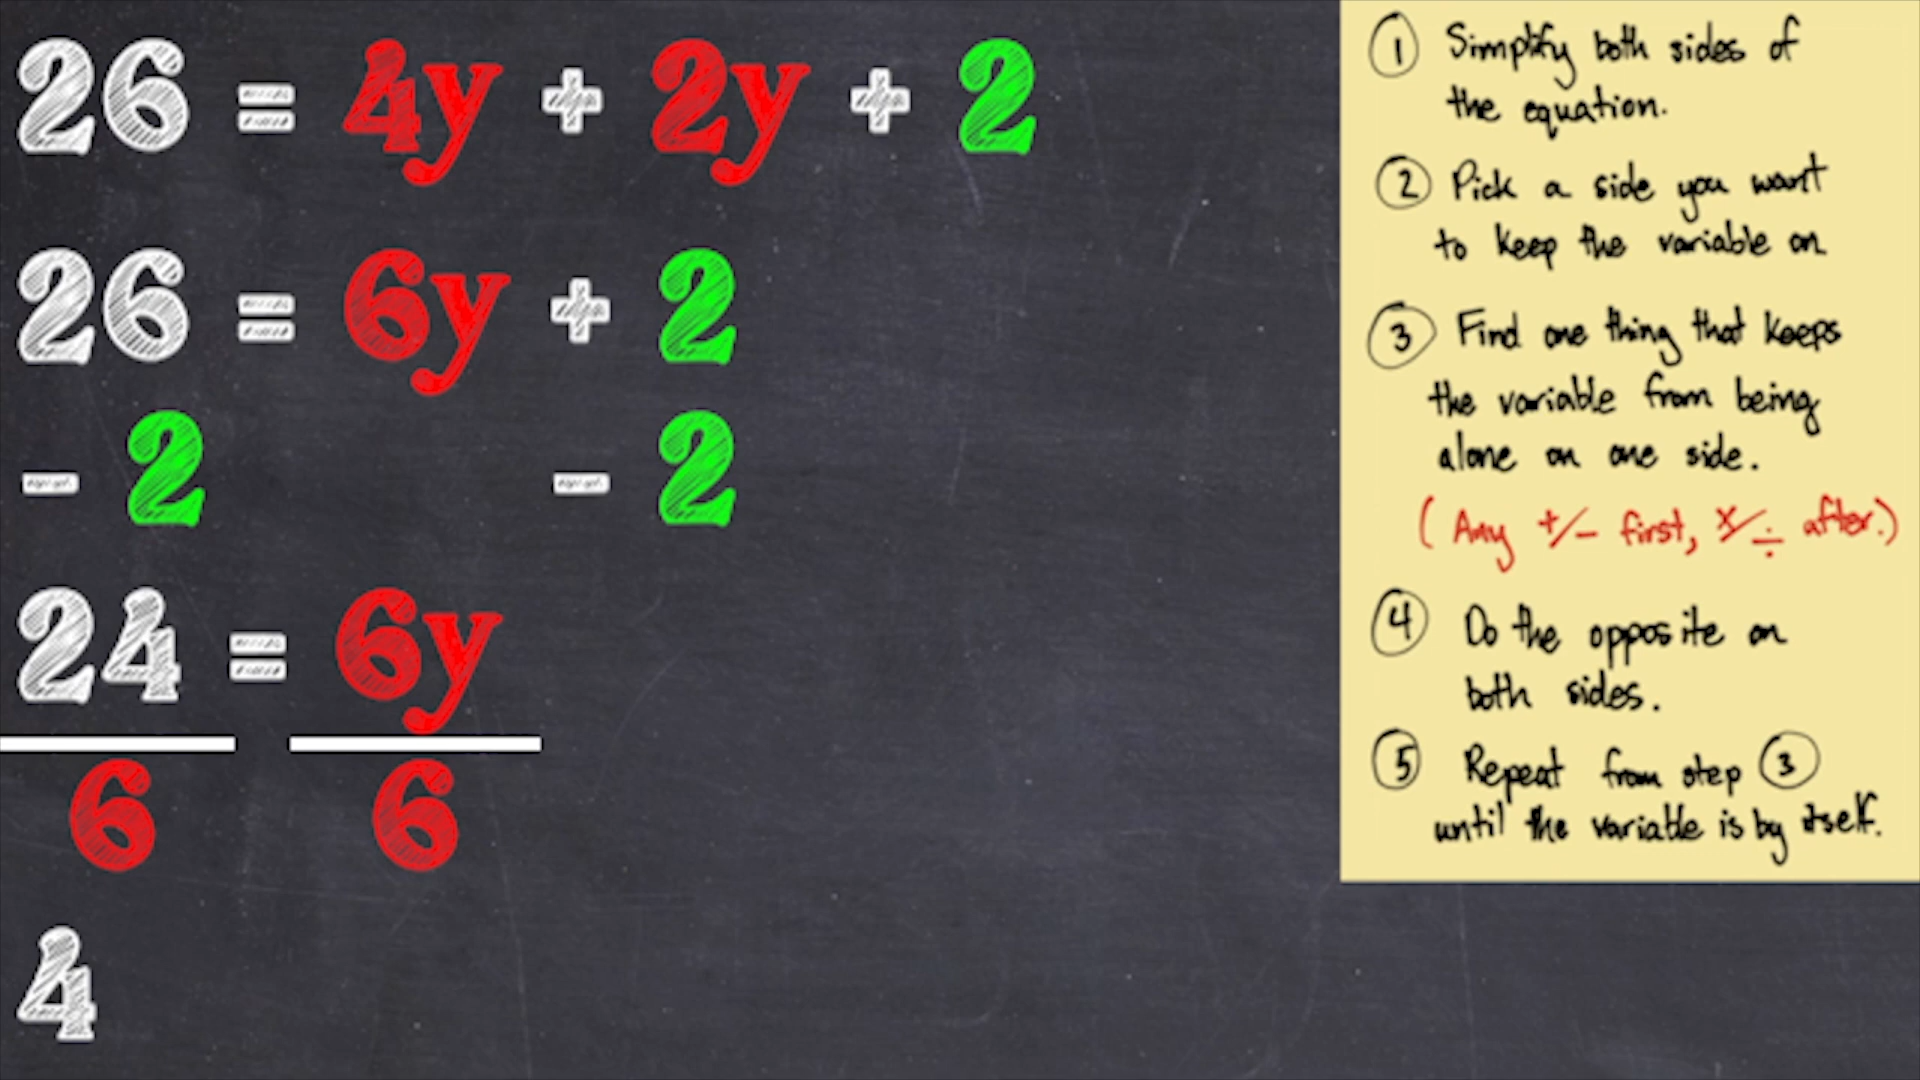 26 = 4y + 2y + 2
26 = 6y + 2
- 2 - 2
24 = 6y
6 6
4
① Simplify both sides of
the equation.
② Pick a side you want
to keep the variable on
③ Find one thing that keeps
the variable from being
alone on one side.
(Any +/- first, ×/÷ after.)
④ Do the opposite on
both sides.
⑤ Repeat from step ③
until the variable is by itself.